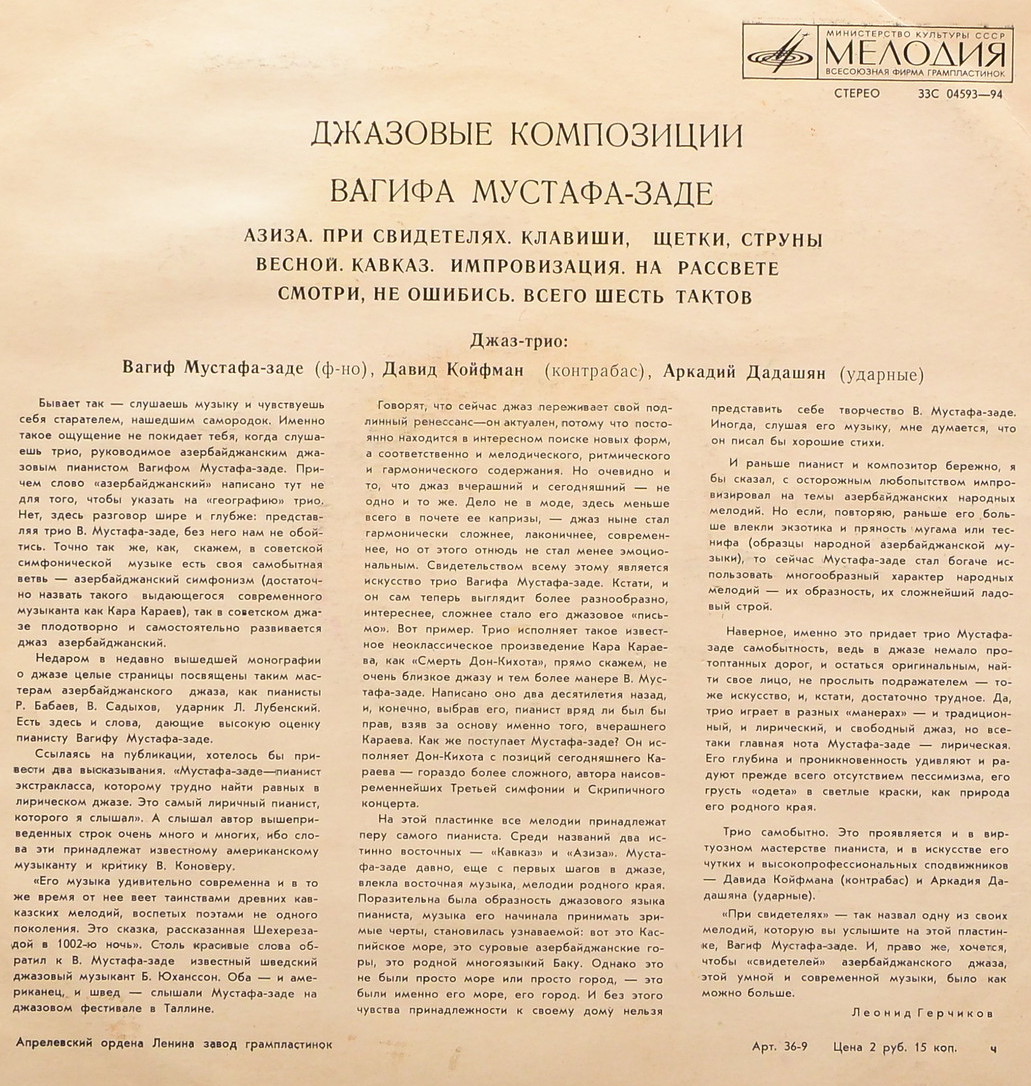 МИНИСТЕРСТВО КУЛЬТУРЫ СССР
МЕЛОДИЯ
ВСЕСОЮЗНАЯ ФИРМА ГРАМПЛАСТИНОК
СТЕРЕО 33С 04593—94
ДЖАЗОВЫЕ КОМПОЗИЦИИ
ВАГИФА МУСТАФА-ЗАДЕ
АЗИЗА. ПРИ СВИДЕТЕЛЯХ. КЛАВИШИ, ЩЕТКИ, СТРУНЫ
ВЕСНОЙ. КАВКАЗ. ИМПРОВИЗАЦИЯ. НА РАССВЕТЕ
СМОТРИ, НЕ ОШИБИСЬ. ВСЕГО ШЕСТЬ ТАКТОВ
Джаз-трио:
Вагиф Мустафа-заде (ф-но), Давид Койфман (контрабас), Аркадий Дадашян (ударные)
Бывает так — слушаешь музыку и чувствуешь
себя старателем, нашедшим самородок. Именно
такое ощущение не покидает тебя, когда слуша-
ешь трио, руководимое азербайджанским джа-
зовым пианистом Вагифом Мустафа-заде. При-
чем слово «азербайджанский» написано тут не
для того, чтобы указать на «географию» трио.
Нет, здесь разговор шире и глубже: представ-
ляя трио В. Мустафа-заде, без него нам не обой-
тись. Точно так же, как, скажем, в советской
симфонической музыке есть своя самобытная
ветвь — азербайджанский симфонизм (достаточ-
но назвать такого выдающегося современного
музыканта как Кара Караев), так в советском джа-
зе плодотворно и самостоятельно развивается
джаз азербайджанский.
Недаром в недавно вышедшей монографии
о джазе целые страницы посвящены таким мас-
терам азербайджанского джаза, как пианисты
Р. Бабаев, В. Садыхов, ударник Л. Лубенский.
Есть здесь и слова, дающие высокую оценку
пианисту Вагифу Мустафа-заде.
Ссылаясь на публикации, хотелось бы при-
вести два высказывания. «Мустафа-заде—пианист
экстракласса, которому трудно найти равных в
лирическом джазе. Это самый лиричный пианист,
которого я слышал». А слышал автор вышепри-
веденных строк очень много и многих, ибо сло-
ва эти принадлежат известному американскому
музыканту и критику В. Коноверу.
«Его музыка удивительно современна и в то
же время от нее веет таинствами древних кав-
казских мелодий, воспетых поэтами не одного
поколения. Это сказка, рассказанная Шехереза-
дой в 1002-ю ночь». Столь красивые слова об-
ратил к В. Мустафа-заде известный шведский
джазовый музыкант Б. Юханссон. Оба — и аме-
риканец, и швед — слышали Мустафа-заде на
джазовом фестивале в Таллине.
Говорят, что сейчас джаз переживает свой под-
линный ренессанс—он актуален, потому что посто-
янно находится в интересном поиске новых форм,
а соответственно и мелодического, ритмического
и гармонического содержания. Но очевидно и
то, что джаз вчерашний и сегодняшний — не
одно и то же. Дело не в моде, здесь меньше
всего в почете ее капризы, — джаз ныне стал
гармонически сложнее, лаконичнее, современ-
нее, но от этого отнюдь не стал менее эмоцио-
нальным. Свидетельством всему этому является
искусство трио Вагифа Мустафа-заде. Кстати, и
он сам теперь выглядит более разнообразно,
интереснее, сложнее стало его джазовое «пись-
мо». Вот пример. Трио исполняет такое извест-
ное неоклассическое произведение Кара Карае-
ва, как «Смерть Дон-Кихота», прямо скажем, не
очень близкое джазу и тем более манере В. Мус-
тафа-заде. Написано оно два десятилетия назад,
и, конечно, выбрав его, пианист вряд ли был бы
прав, взяв за основу именно того, вчерашнего
Караева. Как же поступает Мустафа-заде? Он ис-
полняет Дон-Кихота с позиций сегодняшнего Ка-
раева — гораздо более сложного, автора наисов-
ременнейших Третьей симфонии и Скрипичного
концерта.
На этой пластинке все мелодии принадлежат
перу самого пианиста. Среди названий два ис-
тинно восточных — «Кавказ» и «Азиза». Муста-
фа-заде давно, еще с первых шагов в джазе,
влекла восточная музыка, мелодии родного края.
Поразительна была образность джазового языка
пианиста, музыка его начинала принимать зри-
мые черты, становилась узнаваемой: вот это Кас-
пийское море, это суровые азербайджанские го-
ры, это родной многоязыкий Баку. Однако это
не были просто море или просто город, — это
были именно его море, его город. И без этого
чувства принадлежности к своему дому нельзя
представить себе творчество В. Мустафа-заде.
Иногда, слушая его музыку, мне думается, что
он писал бы хорошие стихи.
И раньше пианист и композитор бережно, я
бы сказал, с осторожным любопытством импро-
визировал на темы азербайджанских народных
мелодий. Но если, повторяю, раньше его боль-
ше влекли экзотика и пряность мугама или тес-
нифа (образцы народной азербайджанской му-
зыки), то сейчас Мустафа-заде стал богаче ис-
пользовать многообразный характер народных
мелодий — их образность, их сложнейший ладо-
вый строй.
Наверное, именно это придает трио Мустафа-
заде самобытность, ведь в джазе немало про-
топтанных дорог, и остаться оригинальным, най-
ти свое лицо, не прослыть подражателем — то-
же искусство, и, кстати, достаточно трудное. Да,
трио играет в разных «манерах» — и традицион-
ный, и лирический, и свободный джаз, но все-
таки главная нота Мустафа-заде — лирическая.
Его глубина и проникновенность удивляют и ра-
дуют прежде всего отсутствием пессимизма, его
грусть «одета» в светлые краски, как природа
его родного края.
Трио самобытно. Это проявляется и в вир-
туозном мастерстве пианиста, и в искусстве его
чутких и высокопрофессиональных сподвижников
— Давида Койфмана (контрабас) и Аркадия Да-
дашяна (ударные).
«При свидетелях» — так назвал одну из своих
мелодий, которую вы услышите на этой пластин-
ке, Вагиф Мустафа-заде. И, право же, хочется,
чтобы «свидетелей» азербайджанского джаза,
этой умной и современной музыки, было как
можно больше.
Леонид Герчиков
Апрелевский ордена Ленина завод грампластинок
Арт. 36-9 Цена 2 руб. 15 коп. ч